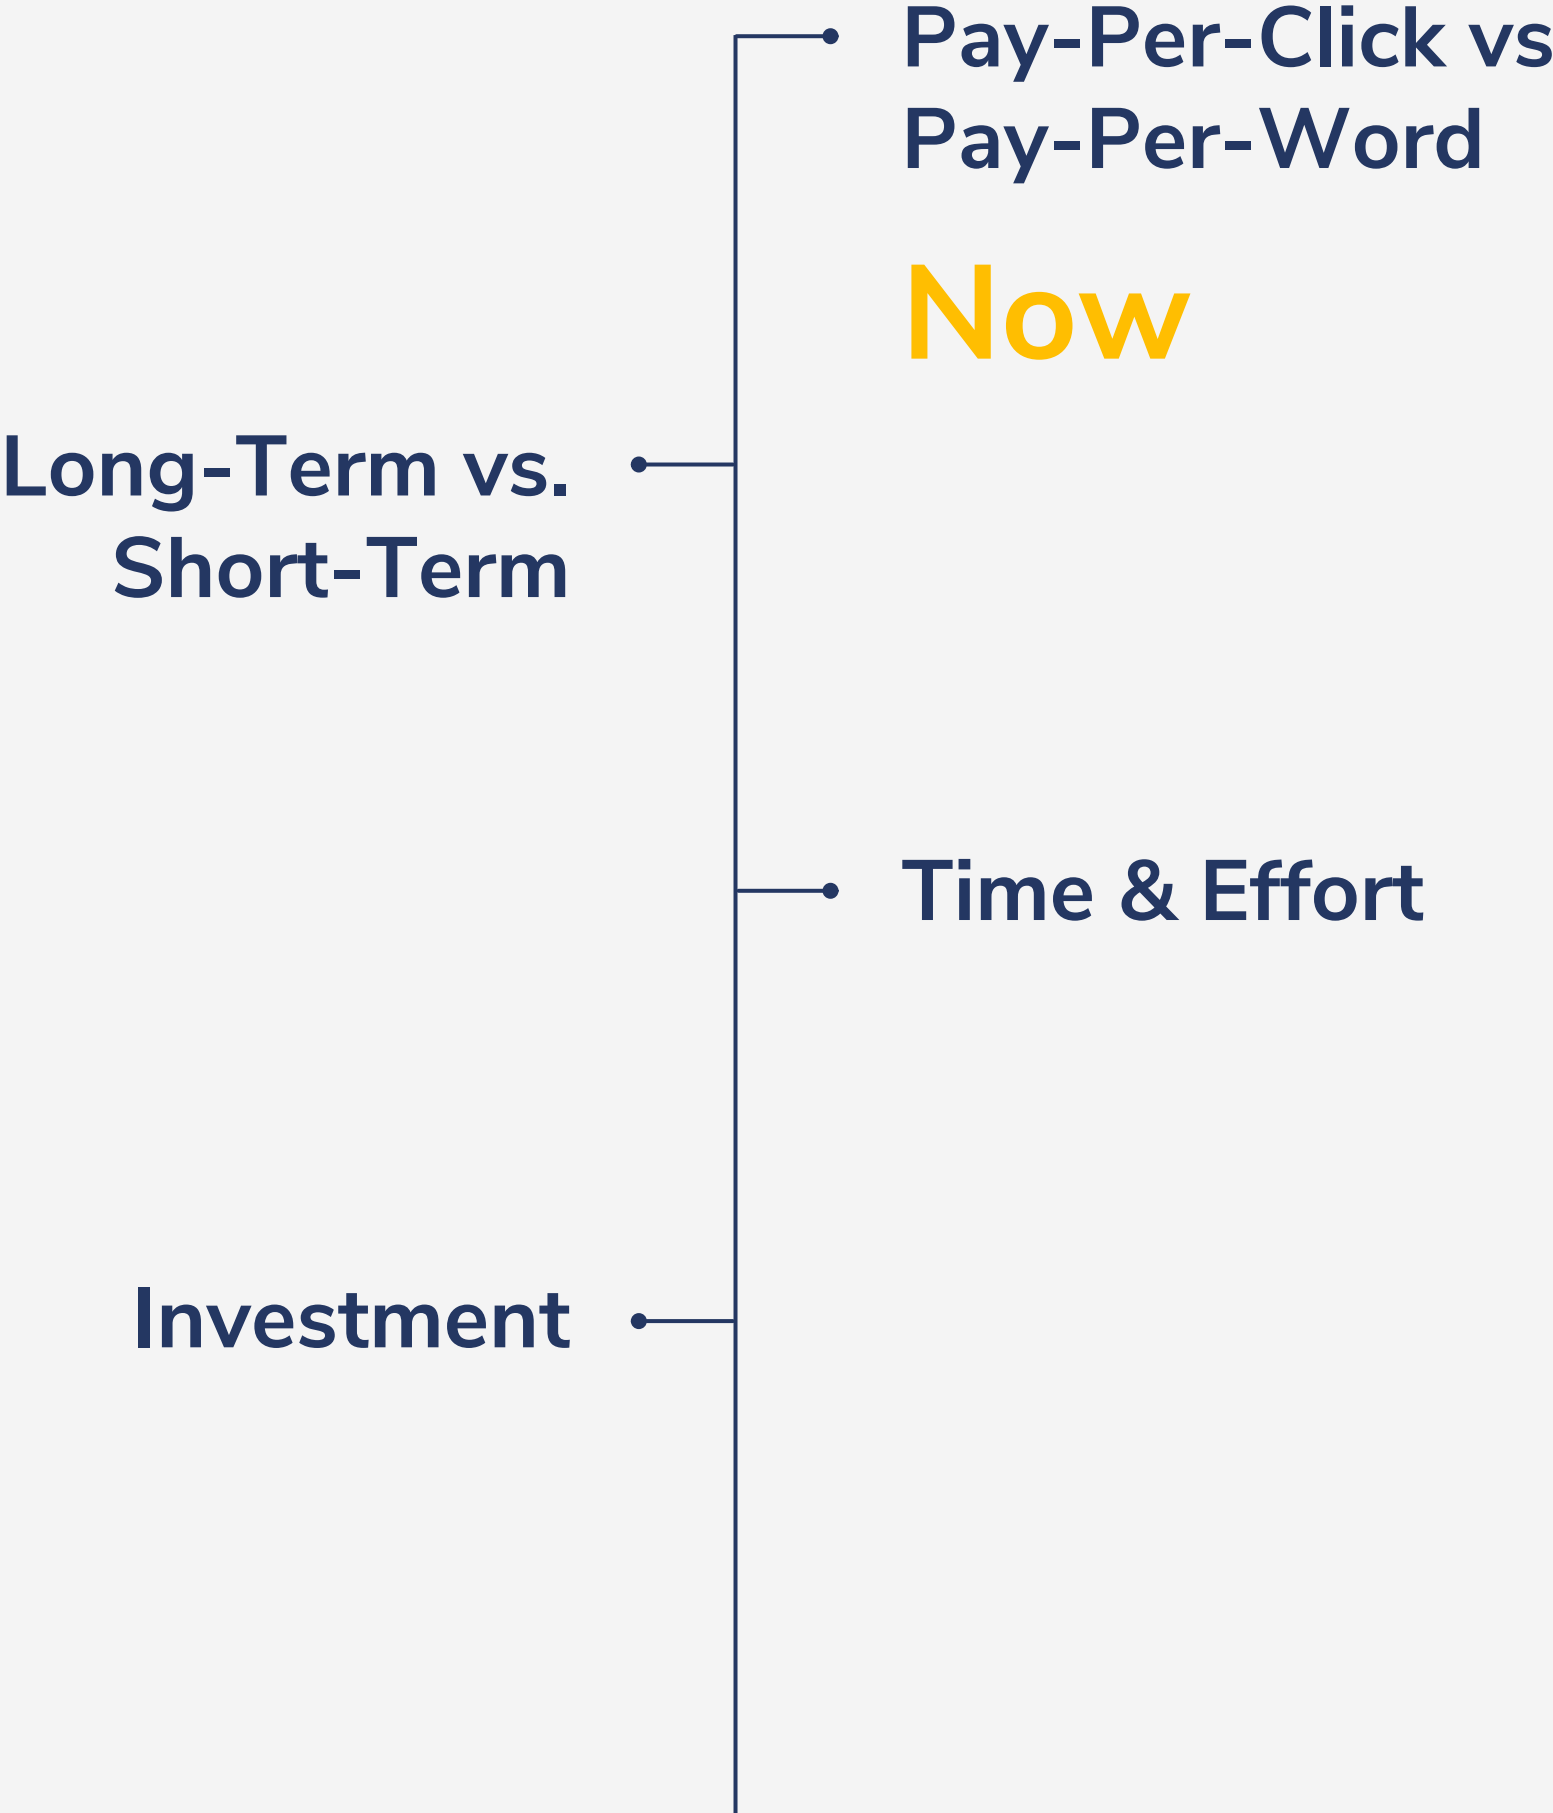 Pay-Per-Click vs
Pay-Per-Word
Now
Long-Term vs.
Short-Term
Time & Effort
Investment